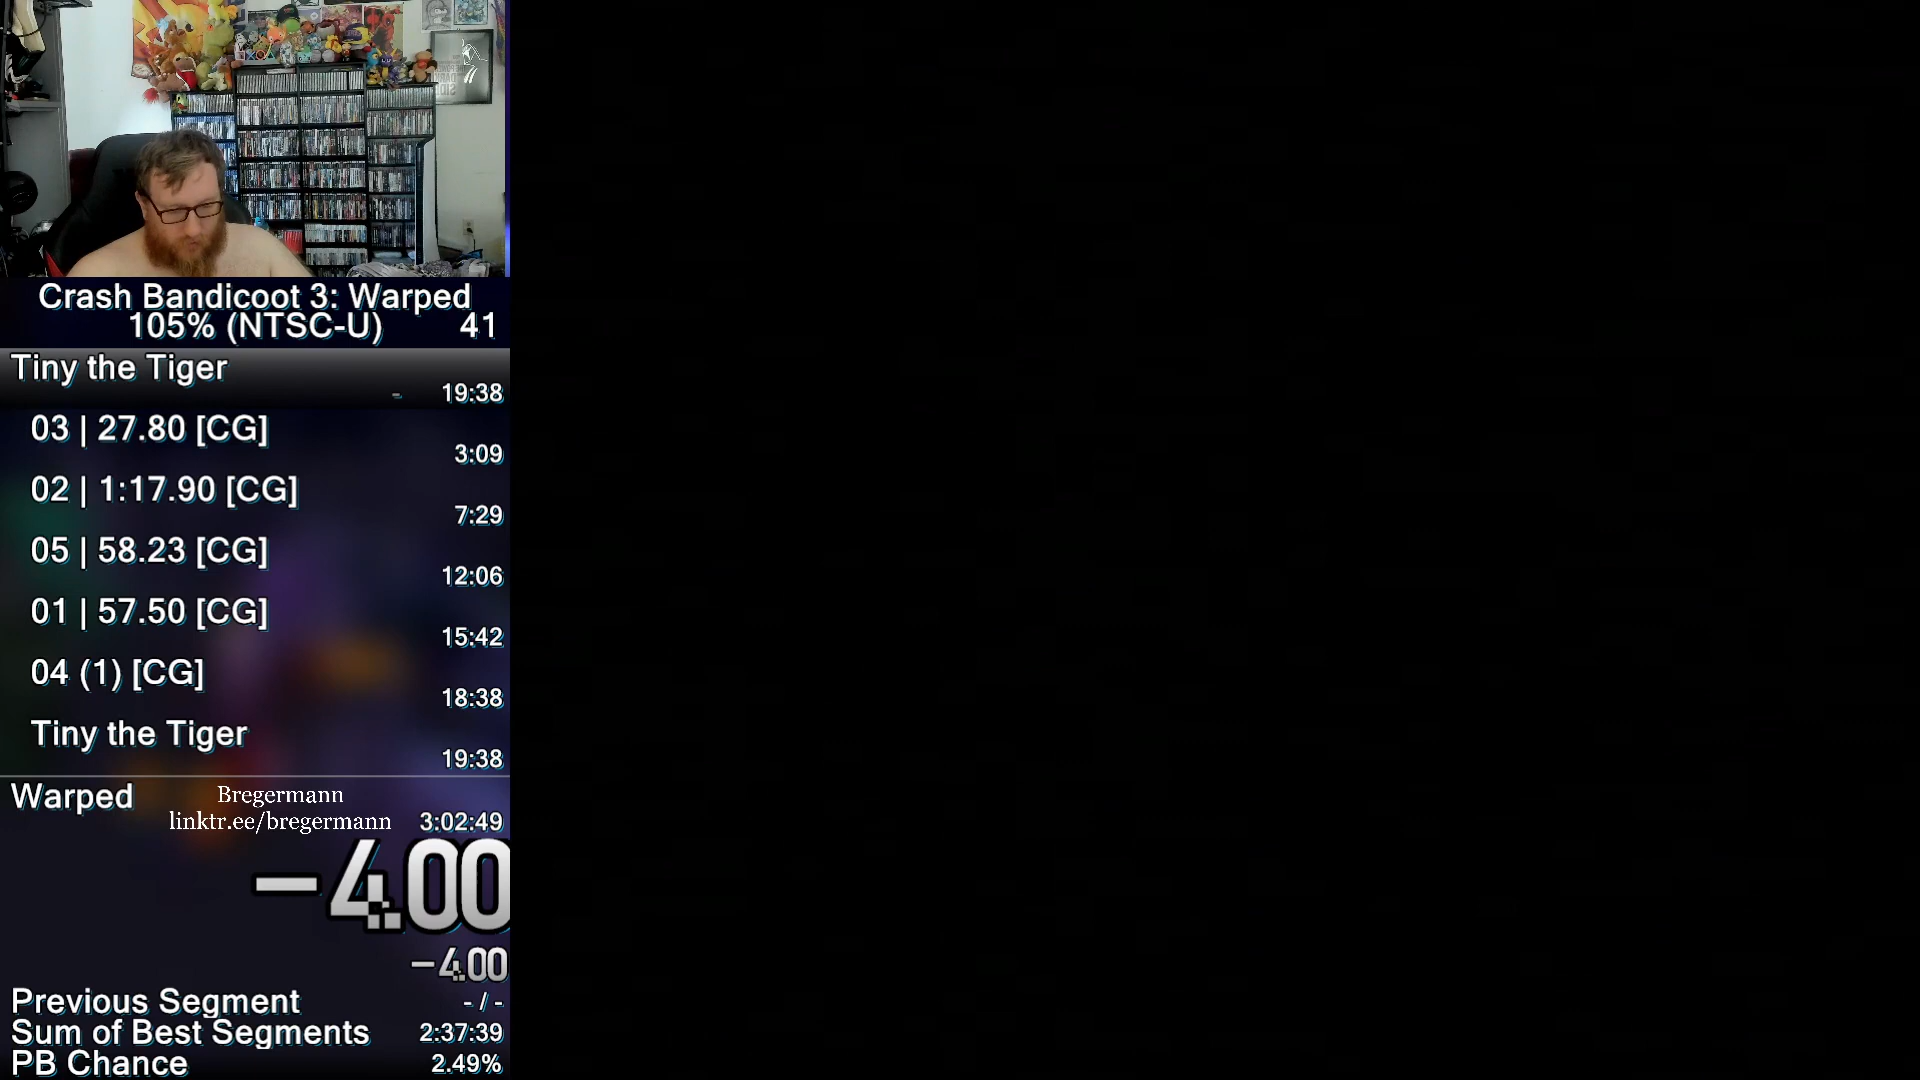 Crash Bandicoot 3: Warped
105% (NTSC-U) 41
Tiny the Tiger
- 19:38
03 | 27.80 [CG]
3:09
02 | 1:17.90 [CG]
7:29
05 | 58.23 [CG]
12:06
01 | 57.50 [CG]
15:42
04 (1) [CG]
18:38
Tiny the Tiger
19:38
Warped
Bregermann
linktr.ee/bregermann
3:02:49
-4.00
-4.00
Previous Segment - / -
Sum of Best Segments 2:37:39
PB Chance 2.49%